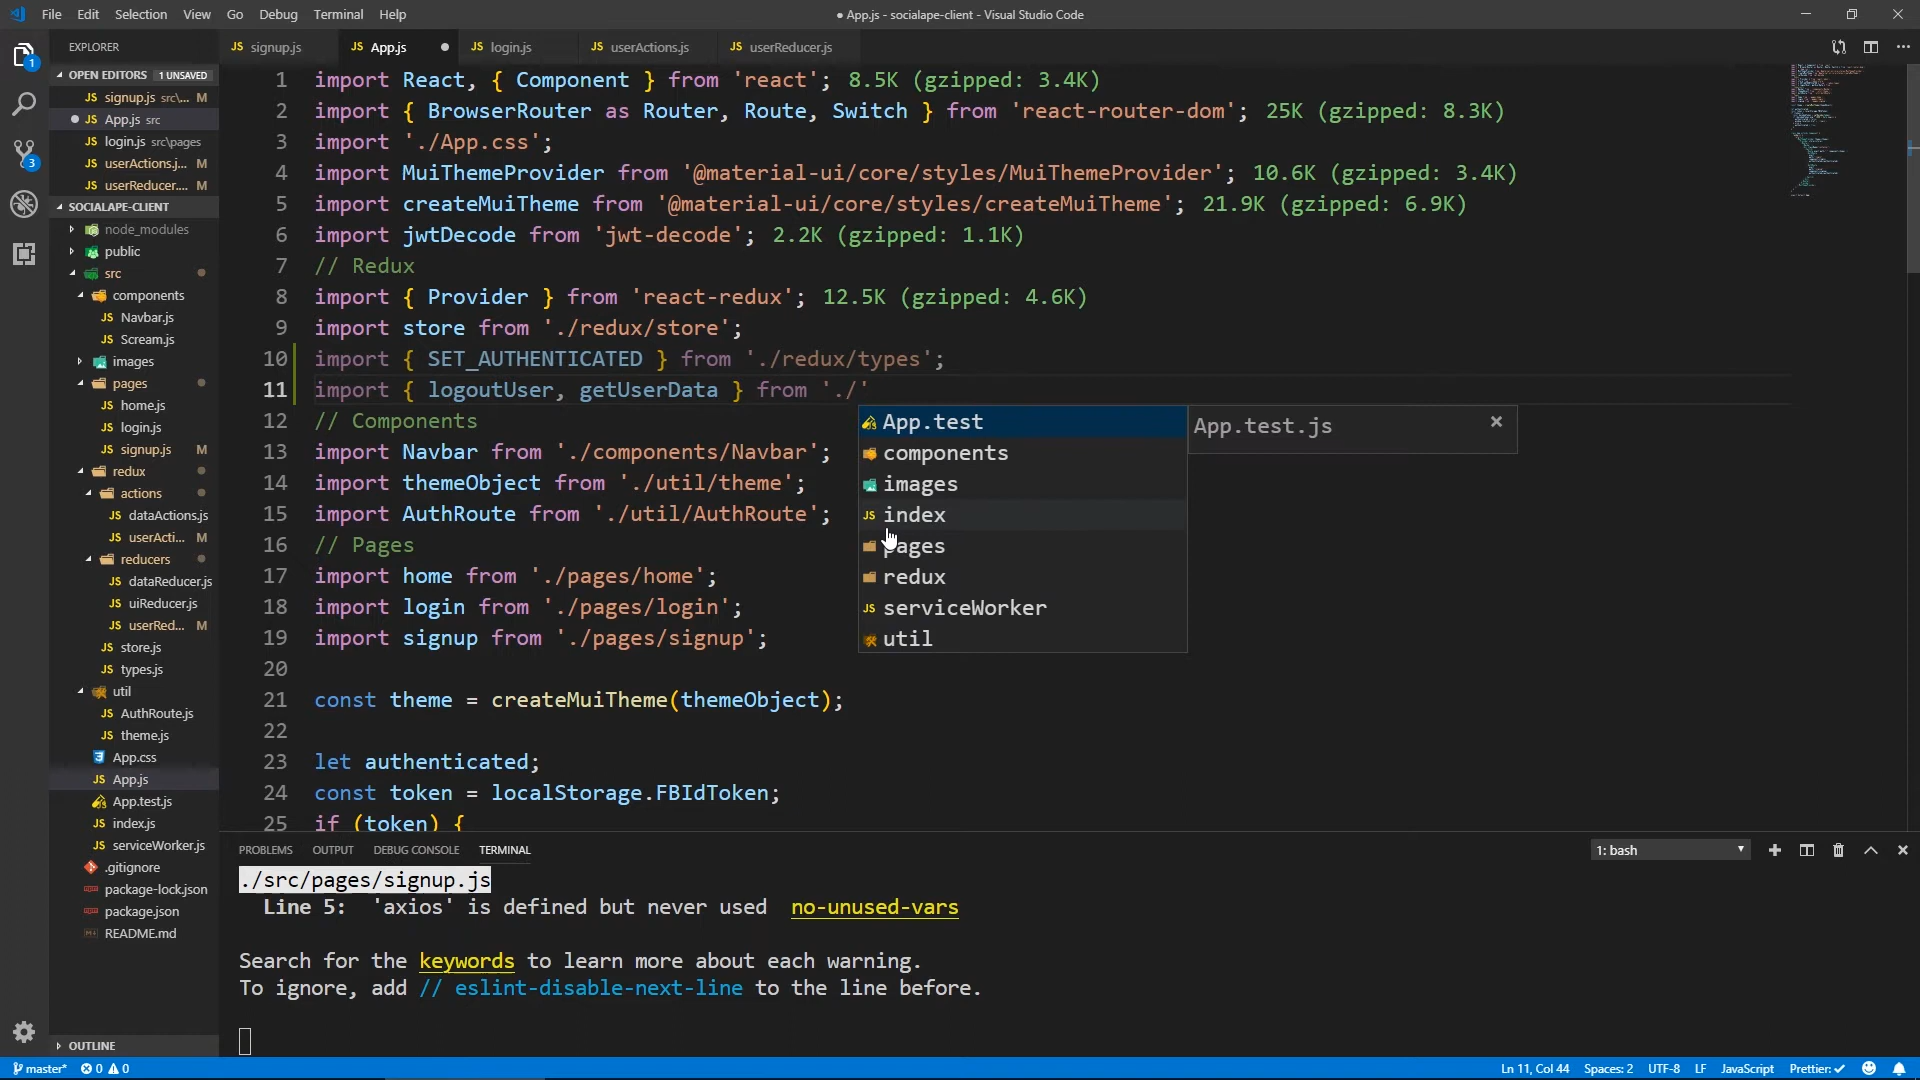 File Edit Selection View Go Debug Terminal Help
● App.js - socialape-client - Visual Studio Code
EXPLORER
OPEN EDITORS 1 UNSAVED
JS signup.js src\... M
● JS App.js src
JS login.js src\pages
JS userActions.j... M
JS userReducer.... M
SOCIALAPE-CLIENT
node_modules
public
src
components
JS Navbar.js
JS Scream.js
images
pages
JS home.js
JS login.js
JS signup.js M
redux
actions
JS dataActions.js
JS userActi... M
reducers
JS dataReducer.js
JS uiReducer.js
JS userRed... M
JS store.js
JS types.js
util
JS AuthRoute.js
JS theme.js
App.css
JS App.js
App.test.js
JS index.js
JS serviceWorker.js
.gitignore
package-lock.json
package.json
README.md
OUTLINE
1
3
JS signup.js JS App.js ● JS login.js JS userActions.js JS userReducer.js
1 import React, { Component } from 'react'; 8.5K (gzipped: 3.4K)
2 import { BrowserRouter as Router, Route, Switch } from 'react-router-dom'; 25K (gzipped: 8.3K)
3 import './App.css';
4 import MuiThemeProvider from '@material-ui/core/styles/MuiThemeProvider'; 10.6K (gzipped: 3.4K)
5 import createMuiTheme from '@material-ui/core/styles/createMuiTheme'; 21.9K (gzipped: 6.9K)
6 import jwtDecode from 'jwt-decode'; 2.2K (gzipped: 1.1K)
7 // Redux
8 import { Provider } from 'react-redux'; 12.5K (gzipped: 4.6K)
9 import store from './redux/store';
10 import { SET_AUTHENTICATED } from './redux/types';
11 import { logoutUser, getUserData } from './'
12 // Components
13 import Navbar from './components/Navbar';
14 import themeObject from './util/theme';
15 import AuthRoute from './util/AuthRoute';
16 // Pages
17 import home from './pages/home';
18 import login from './pages/login';
19 import signup from './pages/signup';
20
21 const theme = createMuiTheme(themeObject);
22
23 let authenticated;
24 const token = localStorage.FBIdToken;
25 if (token) {
App.test
components
images
JS index
pages
redux
JS serviceWorker
util
App.test.js
PROBLEMS OUTPUT DEBUG CONSOLE TERMINAL
1: bash
./src/pages/signup.js
Line 5: 'axios' is defined but never used no-unused-vars
Search for the keywords to learn more about each warning.
To ignore, add // eslint-disable-next-line to the line before.
master* 0 0
Ln 11, Col 44 Spaces: 2 UTF-8 LF JavaScript Prettier: ✓